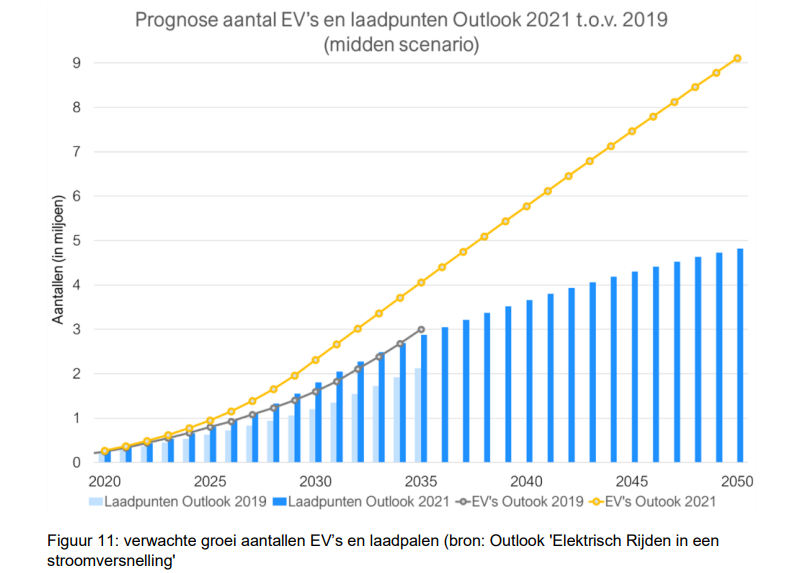 Prognose aantal EV's en laadpunten Outlook 2021 t.o.v. 2019
(midden scenario)
Aantallen (in miljoen)
9
8
7
6
5
4
3
2
1
0
2020 2025 2030 2035 2040 2045 2050
Laadpunten Outlook 2019 Laadpunten Outlook 2021 EV's Outook 2019 EV's Outook 2021
Figuur 11: verwachte groei aantallen EV's en laadpalen (bron: Outlook 'Elektrisch Rijden in een
stroomversnelling'